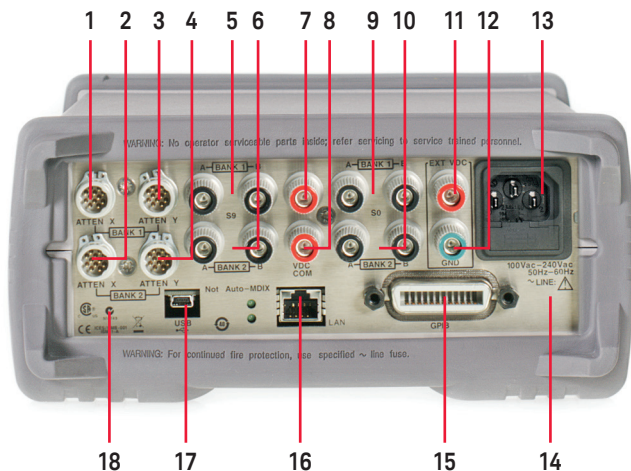 1 2 3 4 5 6 7 8 9 10 11 12 13
WARNING: No operator serviceable parts inside; refer servicing to service trained personnel.
A BANK 1 B
A BANK 1 B
EXT VDC
ATTEN X
ATTEN Y
S9
S0
BANK 1
A BANK 2 B
VDC COM
A BANK 2 B
GND
100Vac-240Vac
50Hz-60Hz
~ LINE:
ATTEN X
ATTEN Y
BANK 2
Not Auto-MDIX
USB
LAN
GPIB
CE
WARNING: For continued fire protection, use specified ~ line fuse.
18 17 16 15 14